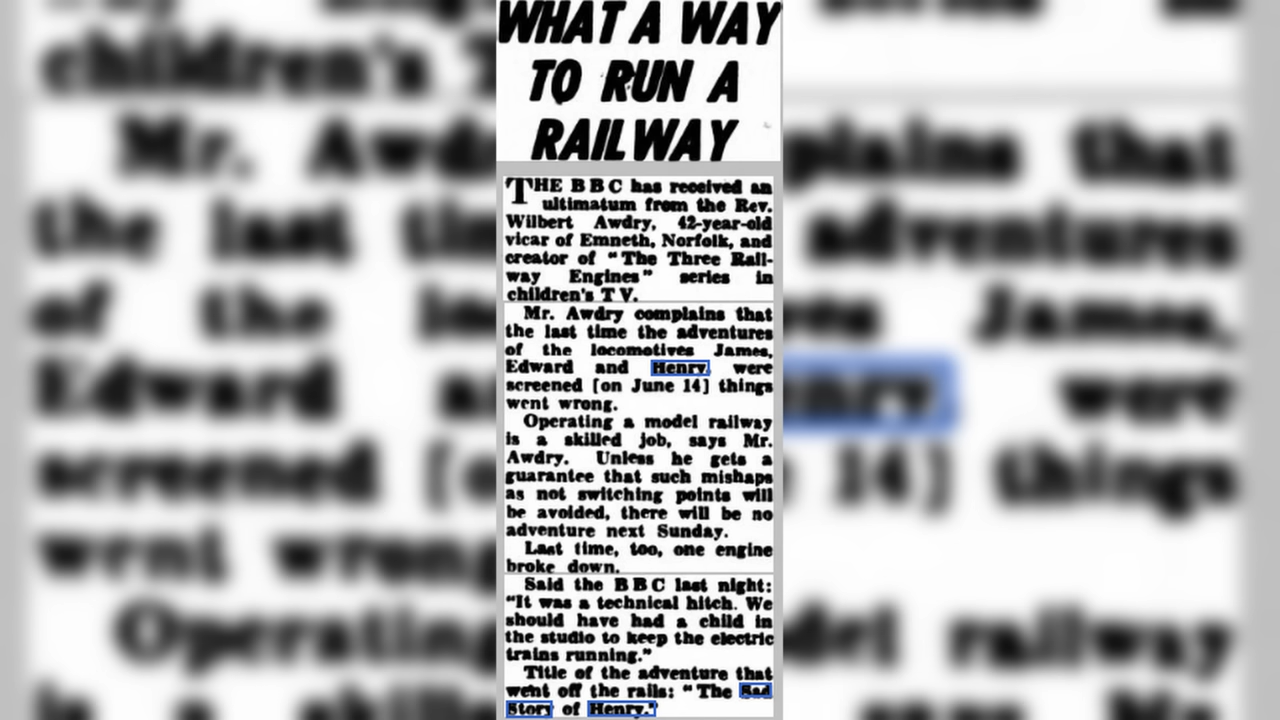 WHAT A WAY
TO RUN A
RAILWAY
THE BBC has received an
ultimatum from the Rev.
Wilbert Awdry, 42-year-old
vicar of Emneth, Norfolk, and
creator of "The Three Rail-
way Engines" series in
children's TV.
Mr. Awdry complains that
the last time the adventures
of the locomotives James,
Edward and Henry, were
screened [on June 14] things
went wrong.
Operating a model railway
is a skilled job, says Mr.
Awdry. Unless he gets a
guarantee that such mishaps
as not switching points will
be avoided, there will be no
adventure next Sunday.
Last time, too, one engine
broke down.
Said the BBC last night:
"It was a technical hitch. We
should have had a child in
the studio to keep the electric
trains running."
Title of the adventure that
went off the rails: "The Sad
Story of Henry."